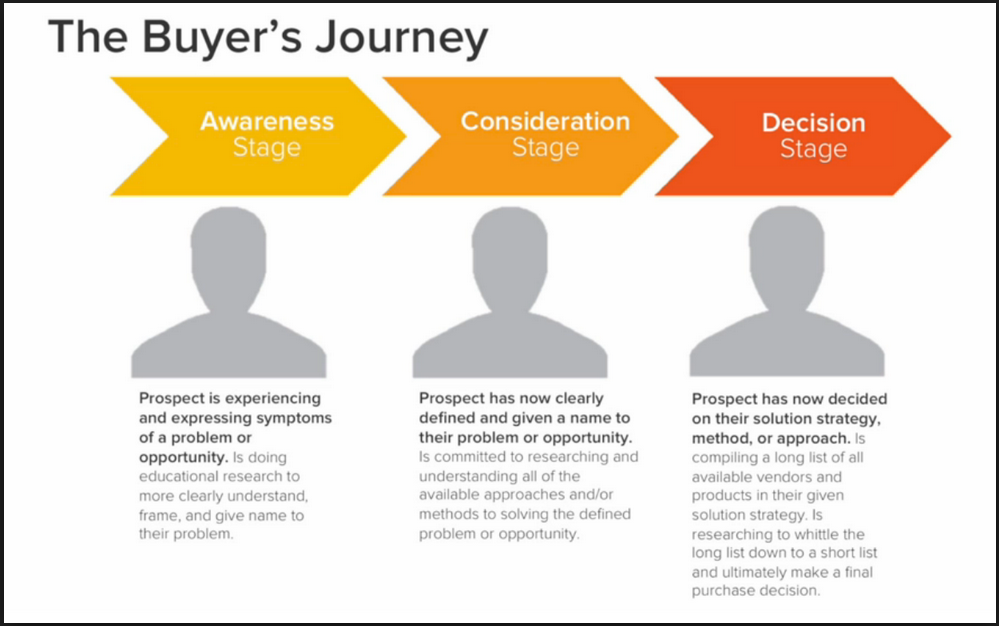 The Buyer's Journey
Awareness
Stage
Consideration
Stage
Decision
Stage
Prospect is experiencing
and expressing symptoms
of a problem or
opportunity. Is doing
educational research to
more clearly understand,
frame, and give name to
their problem.
Prospect has now clearly
defined and given a name to
their problem or opportunity.
Is committed to researching and
understanding all of the
available approaches and/or
methods to solving the defined
problem or opportunity.
Prospect has now decided
on their solution strategy,
method, or approach. Is
compiling a long list of all
available vendors and
products in their given
solution strategy. Is
researching to whittle the
long list down to a short list
and ultimately make a final
purchase decision.